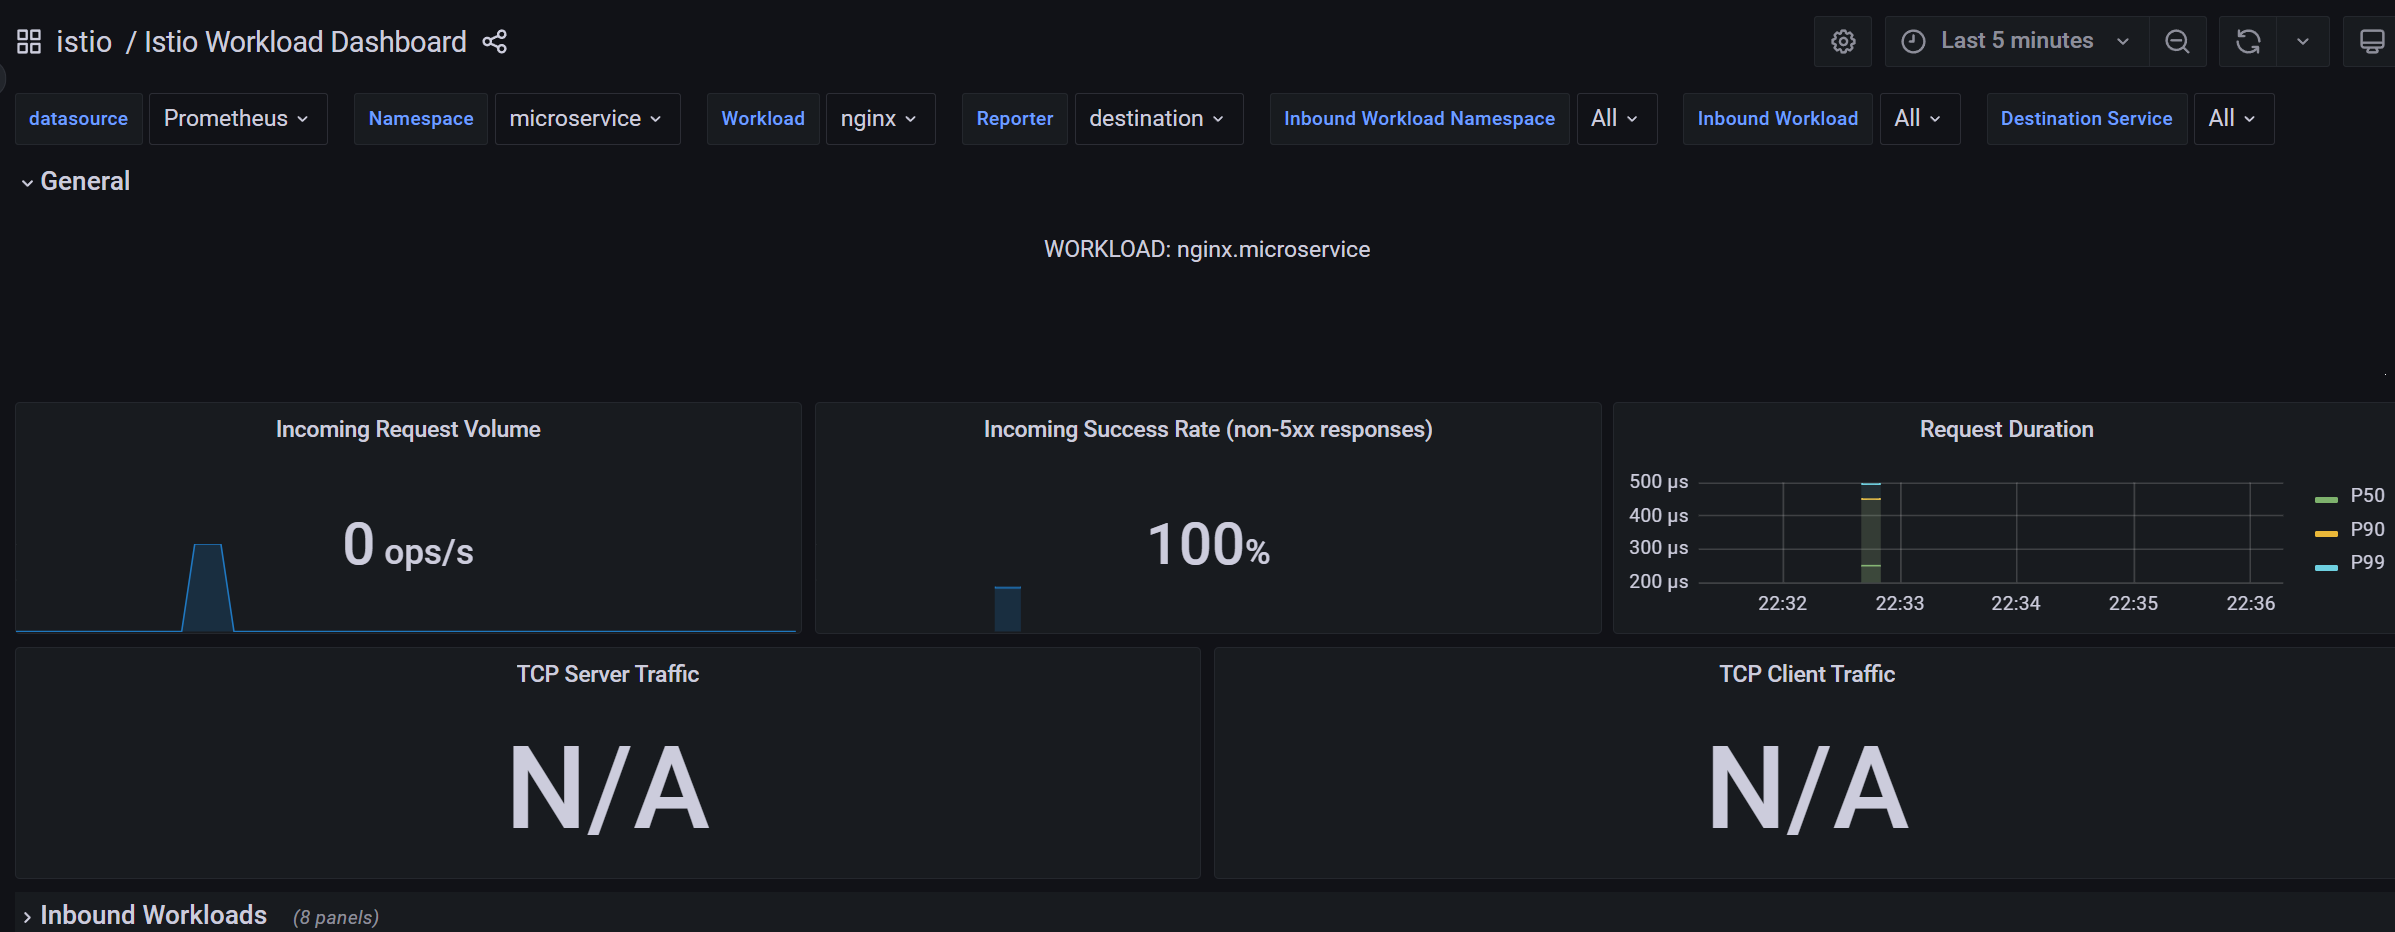 istio / Istio Workload Dashboard
Last 5 minutes
datasource Prometheus Namespace microservice Workload nginx Reporter destination Inbound Workload Namespace All Inbound Workload All Destination Service All
General
WORKLOAD: nginx.microservice
Incoming Request Volume
0 ops/s
Incoming Success Rate (non-5xx responses)
100%
Request Duration
500 µs
400 µs
300 µs
200 µs
22:32 22:33 22:34 22:35 22:36
P50
P90
P99
TCP Server Traffic
N/A
TCP Client Traffic
N/A
Inbound Workloads (8 panels)